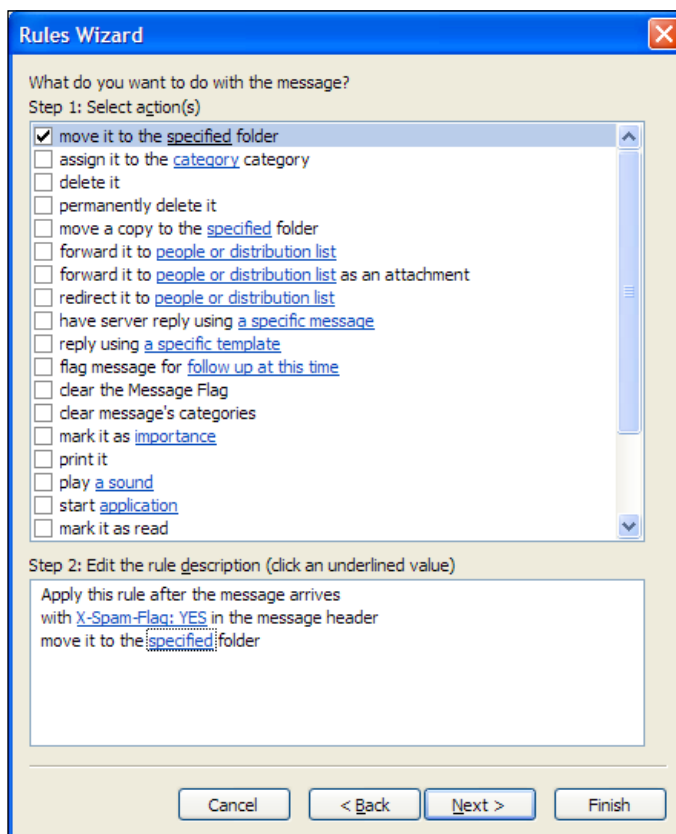 Rules Wizard
What do you want to do with the message?
Step 1: Select action(s)
move it to the specified folder
assign it to the category category
delete it
permanently delete it
move a copy to the specified folder
forward it to people or distribution list
forward it to people or distribution list as an attachment
redirect it to people or distribution list
have server reply using a specific message
reply using a specific template
flag message for follow up at this time
clear the Message Flag
clear message's categories
mark it as importance
print it
play a sound
start application
mark it as read
Step 2: Edit the rule description (click an underlined value)
Apply this rule after the message arrives
with X-Spam-Flag: YES in the message header
move it to the specified folder
Cancel < Back Next > Finish